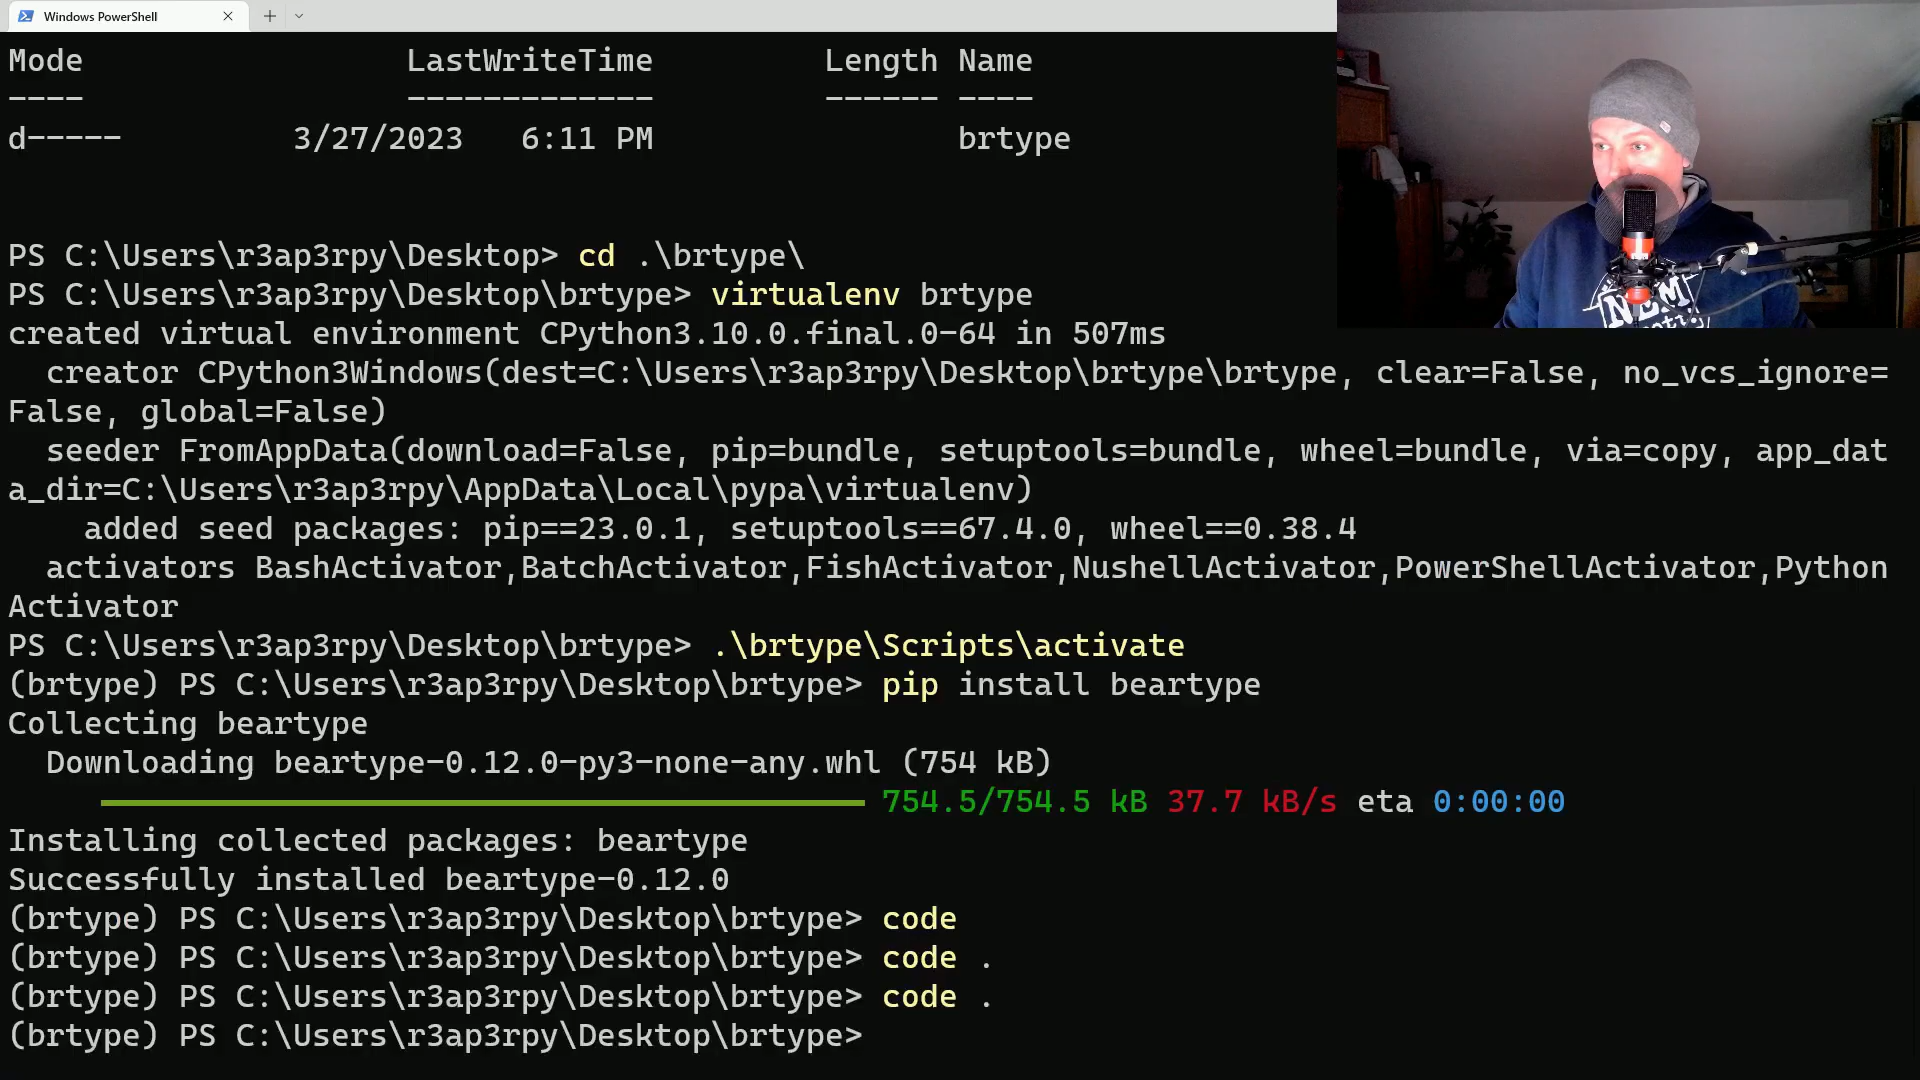 Windows PowerShell
Mode                 LastWriteTime         Length Name
----                 -------------         ------ ----
d-----         3/27/2023   6:11 PM                brtype
PS C:\Users\r3ap3rpy\Desktop> cd .\brtype\
PS C:\Users\r3ap3rpy\Desktop\brtype> virtualenv brtype
created virtual environment CPython3.10.0.final.0-64 in 507ms
  creator CPython3Windows(dest=C:\Users\r3ap3rpy\Desktop\brtype\brtype, clear=False, no_vcs_ignore=
False, global=False)
  seeder FromAppData(download=False, pip=bundle, setuptools=bundle, wheel=bundle, via=copy, app_dat
a_dir=C:\Users\r3ap3rpy\AppData\Local\pypa\virtualenv)
    added seed packages: pip==23.0.1, setuptools==67.4.0, wheel==0.38.4
  activators BashActivator,BatchActivator,FishActivator,NushellActivator,PowerShellActivator,Python
Activator
PS C:\Users\r3ap3rpy\Desktop\brtype> .\brtype\Scripts\activate
(brtype) PS C:\Users\r3ap3rpy\Desktop\brtype> pip install beartype
Collecting beartype
  Downloading beartype-0.12.0-py3-none-any.whl (754 kB)
754.5/754.5 kB 37.7 kB/s eta 0:00:00
Installing collected packages: beartype
Successfully installed beartype-0.12.0
(brtype) PS C:\Users\r3ap3rpy\Desktop\brtype> code
(brtype) PS C:\Users\r3ap3rpy\Desktop\brtype> code .
(brtype) PS C:\Users\r3ap3rpy\Desktop\brtype> code .
(brtype) PS C:\Users\r3ap3rpy\Desktop\brtype>